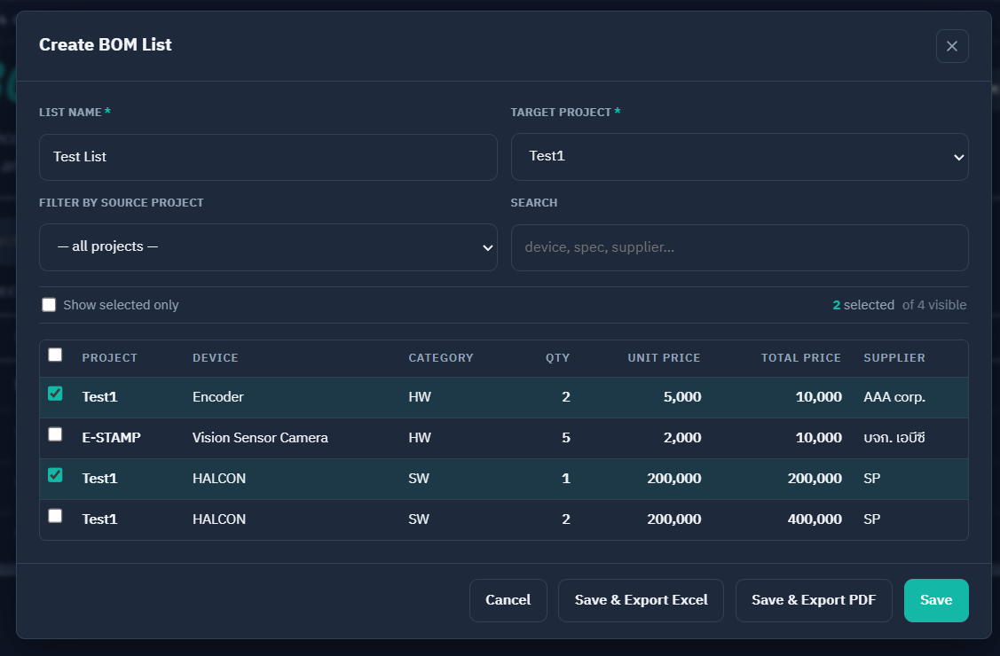 Create BOM List
LIST NAME *
TARGET PROJECT *
Test List
Test1
FILTER BY SOURCE PROJECT
SEARCH
— all projects —
device, spec, supplier...
Show selected only
2 selected of 4 visible
PROJECT DEVICE CATEGORY QTY UNIT PRICE TOTAL PRICE SUPPLIER
Test1 Encoder HW 2 5,000 10,000 AAA corp.
E-STAMP Vision Sensor Camera HW 5 2,000 10,000 บจก. เอบีซี
Test1 HALCON SW 1 200,000 200,000 SP
Test1 HALCON SW 2 200,000 400,000 SP
Cancel Save & Export Excel Save & Export PDF Save